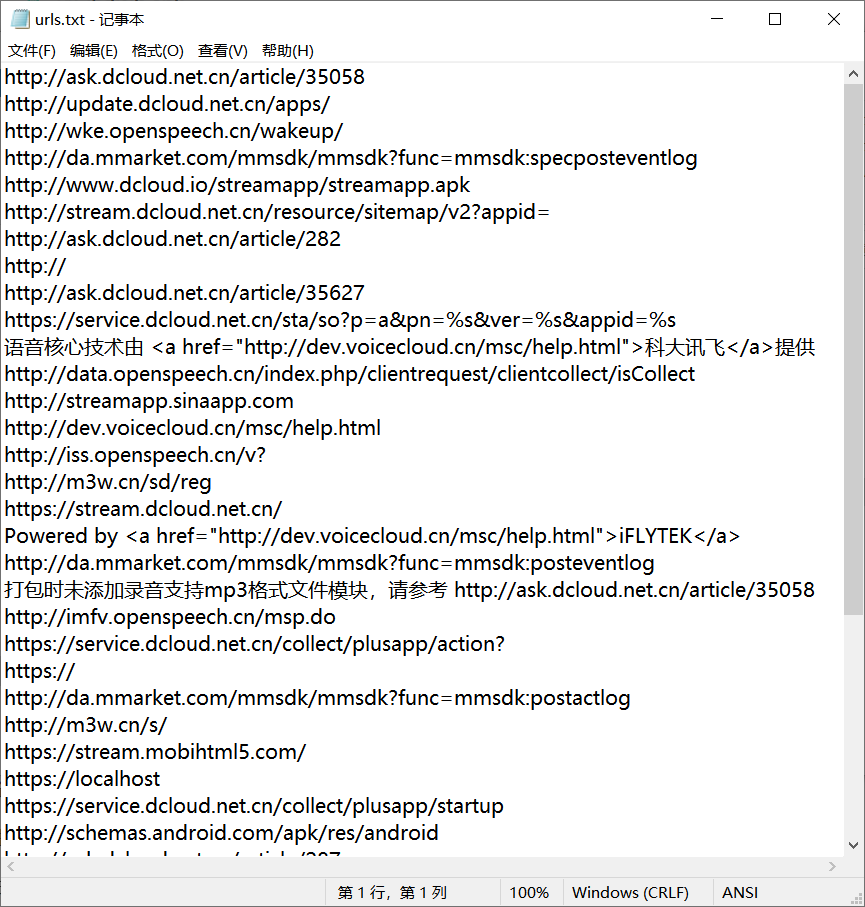 urls.txt - 记事本
文件(F) 编辑(E) 格式(O) 查看(V) 帮助(H)
http://ask.dcloud.net.cn/article/35058
http://update.dcloud.net.cn/apps/
http://wke.openspeech.cn/wakeup/
http://da.mmarket.com/mmsdk/mmsdk?func=mmsdk:specposteventlog
http://www.dcloud.io/streamapp/streamapp.apk
http://stream.dcloud.net.cn/resource/sitemap/v2?appid=
http://ask.dcloud.net.cn/article/282
http://
http://ask.dcloud.net.cn/article/35627
https://service.dcloud.net.cn/sta/so?p=a&pn=%s&ver=%s&appid=%s
语音核心技术由 <a href="http://dev.voicecloud.cn/msc/help.html">科大讯飞</a>提供
http://data.openspeech.cn/index.php/clientrequest/clientcollect/isCollect
http://streamapp.sinaapp.com
http://dev.voicecloud.cn/msc/help.html
http://iss.openspeech.cn/v?
http://m3w.cn/sd/reg
https://stream.dcloud.net.cn/
Powered by <a href="http://dev.voicecloud.cn/msc/help.html">iFLYTEK</a>
http://da.mmarket.com/mmsdk/mmsdk?func=mmsdk:posteventlog
打包时未添加录音支持mp3格式文件模块，请参考 http://ask.dcloud.net.cn/article/35058
http://imfv.openspeech.cn/msp.do
https://service.dcloud.net.cn/collect/plusapp/action?
https://
http://da.mmarket.com/mmsdk/mmsdk?func=mmsdk:postactlog
http://m3w.cn/s/
https://stream.mobihtml5.com/
https://localhost
https://service.dcloud.net.cn/collect/plusapp/startup
http://schemas.android.com/apk/res/android
第 1 行，第 1 列 100% Windows (CRLF) ANSI